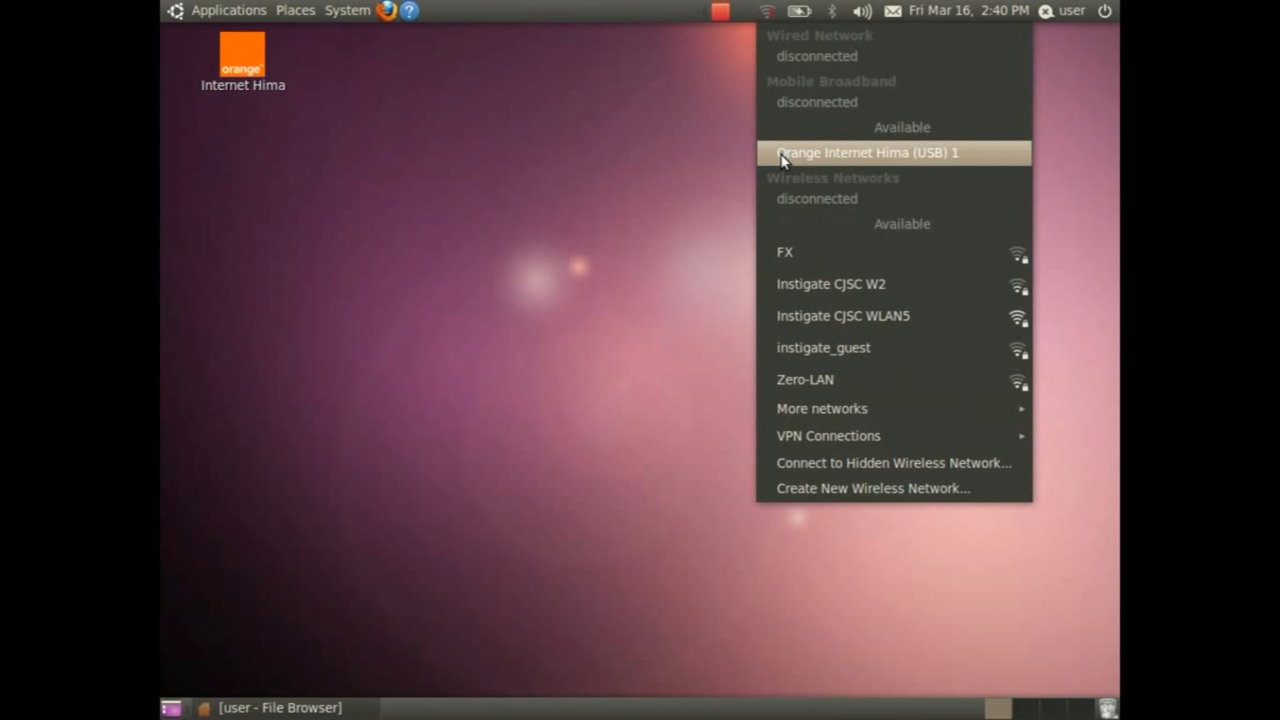 Applications Places System
Fri Mar 16, 2:40 PM user
orange
Internet Hima
Wired Network
disconnected
Mobile Broadband
disconnected
Available
Orange Internet Hima (USB) 1
Wireless Networks
disconnected
Available
FX
Instigate CJSC W2
Instigate CJSC WLAN5
instigate_guest
Zero-LAN
More networks
VPN Connections
Connect to Hidden Wireless Network...
Create New Wireless Network...
[user - File Browser]